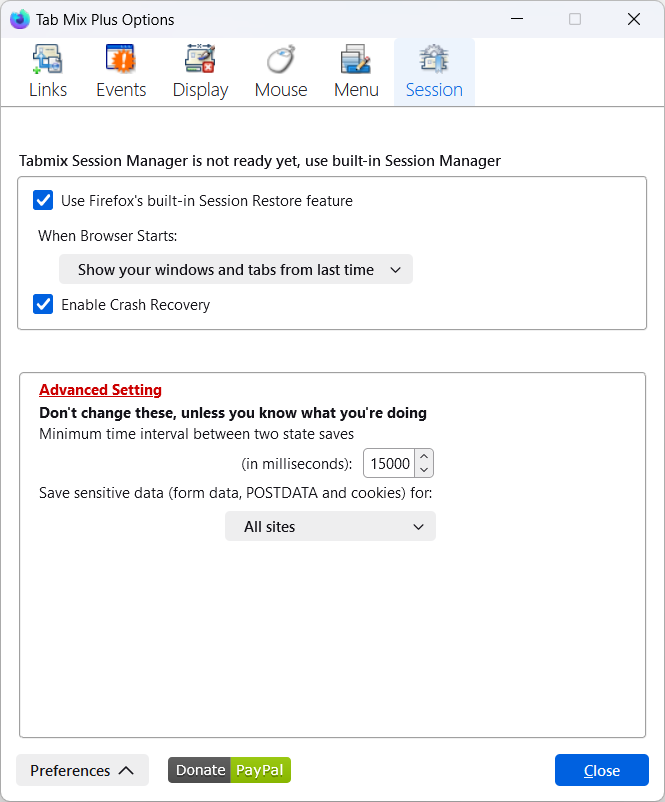 Tab Mix Plus Options
Links Events Display Mouse Menu Session
Tabmix Session Manager is not ready yet, use built-in Session Manager
Use Firefox's built-in Session Restore feature
When Browser Starts:
Show your windows and tabs from last time
Enable Crash Recovery
Advanced Setting
Don't change these, unless you know what you're doing
Minimum time interval between two state saves
(in milliseconds): 15000
Save sensitive data (form data, POSTDATA and cookies) for:
All sites
Preferences Donate PayPal Close